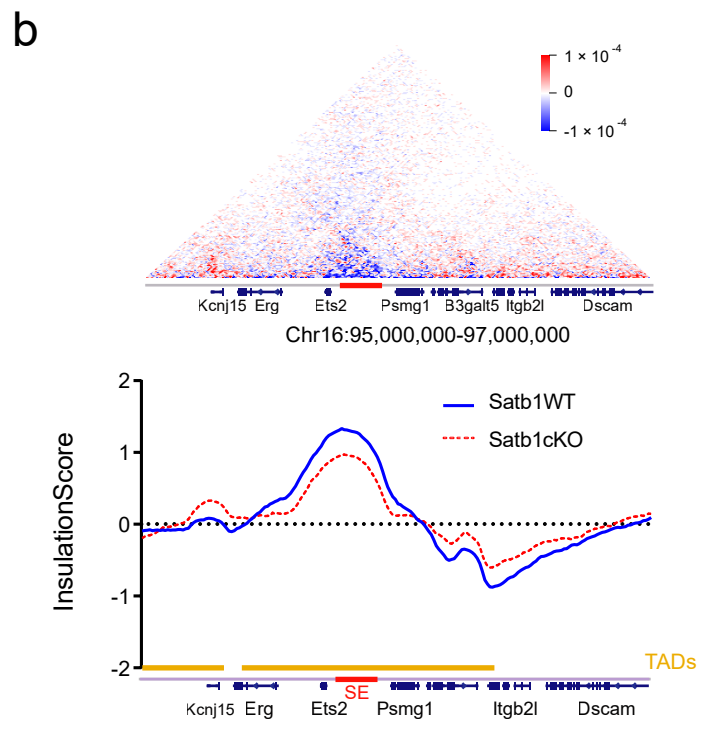 b
1 × 10⁻⁴
0
-1 × 10⁻⁴
Kcnj15 Erg Ets2 Psmg1 B3galt5 Itgb2l Dscam
Chr16:95,000,000-97,000,000
2
1
0
-1
-2
InsulationScore
Satb1WT
Satb1cKO
TADs
SE
Kcnj15 Erg Ets2 Psmg1 Itgb2l Dscam